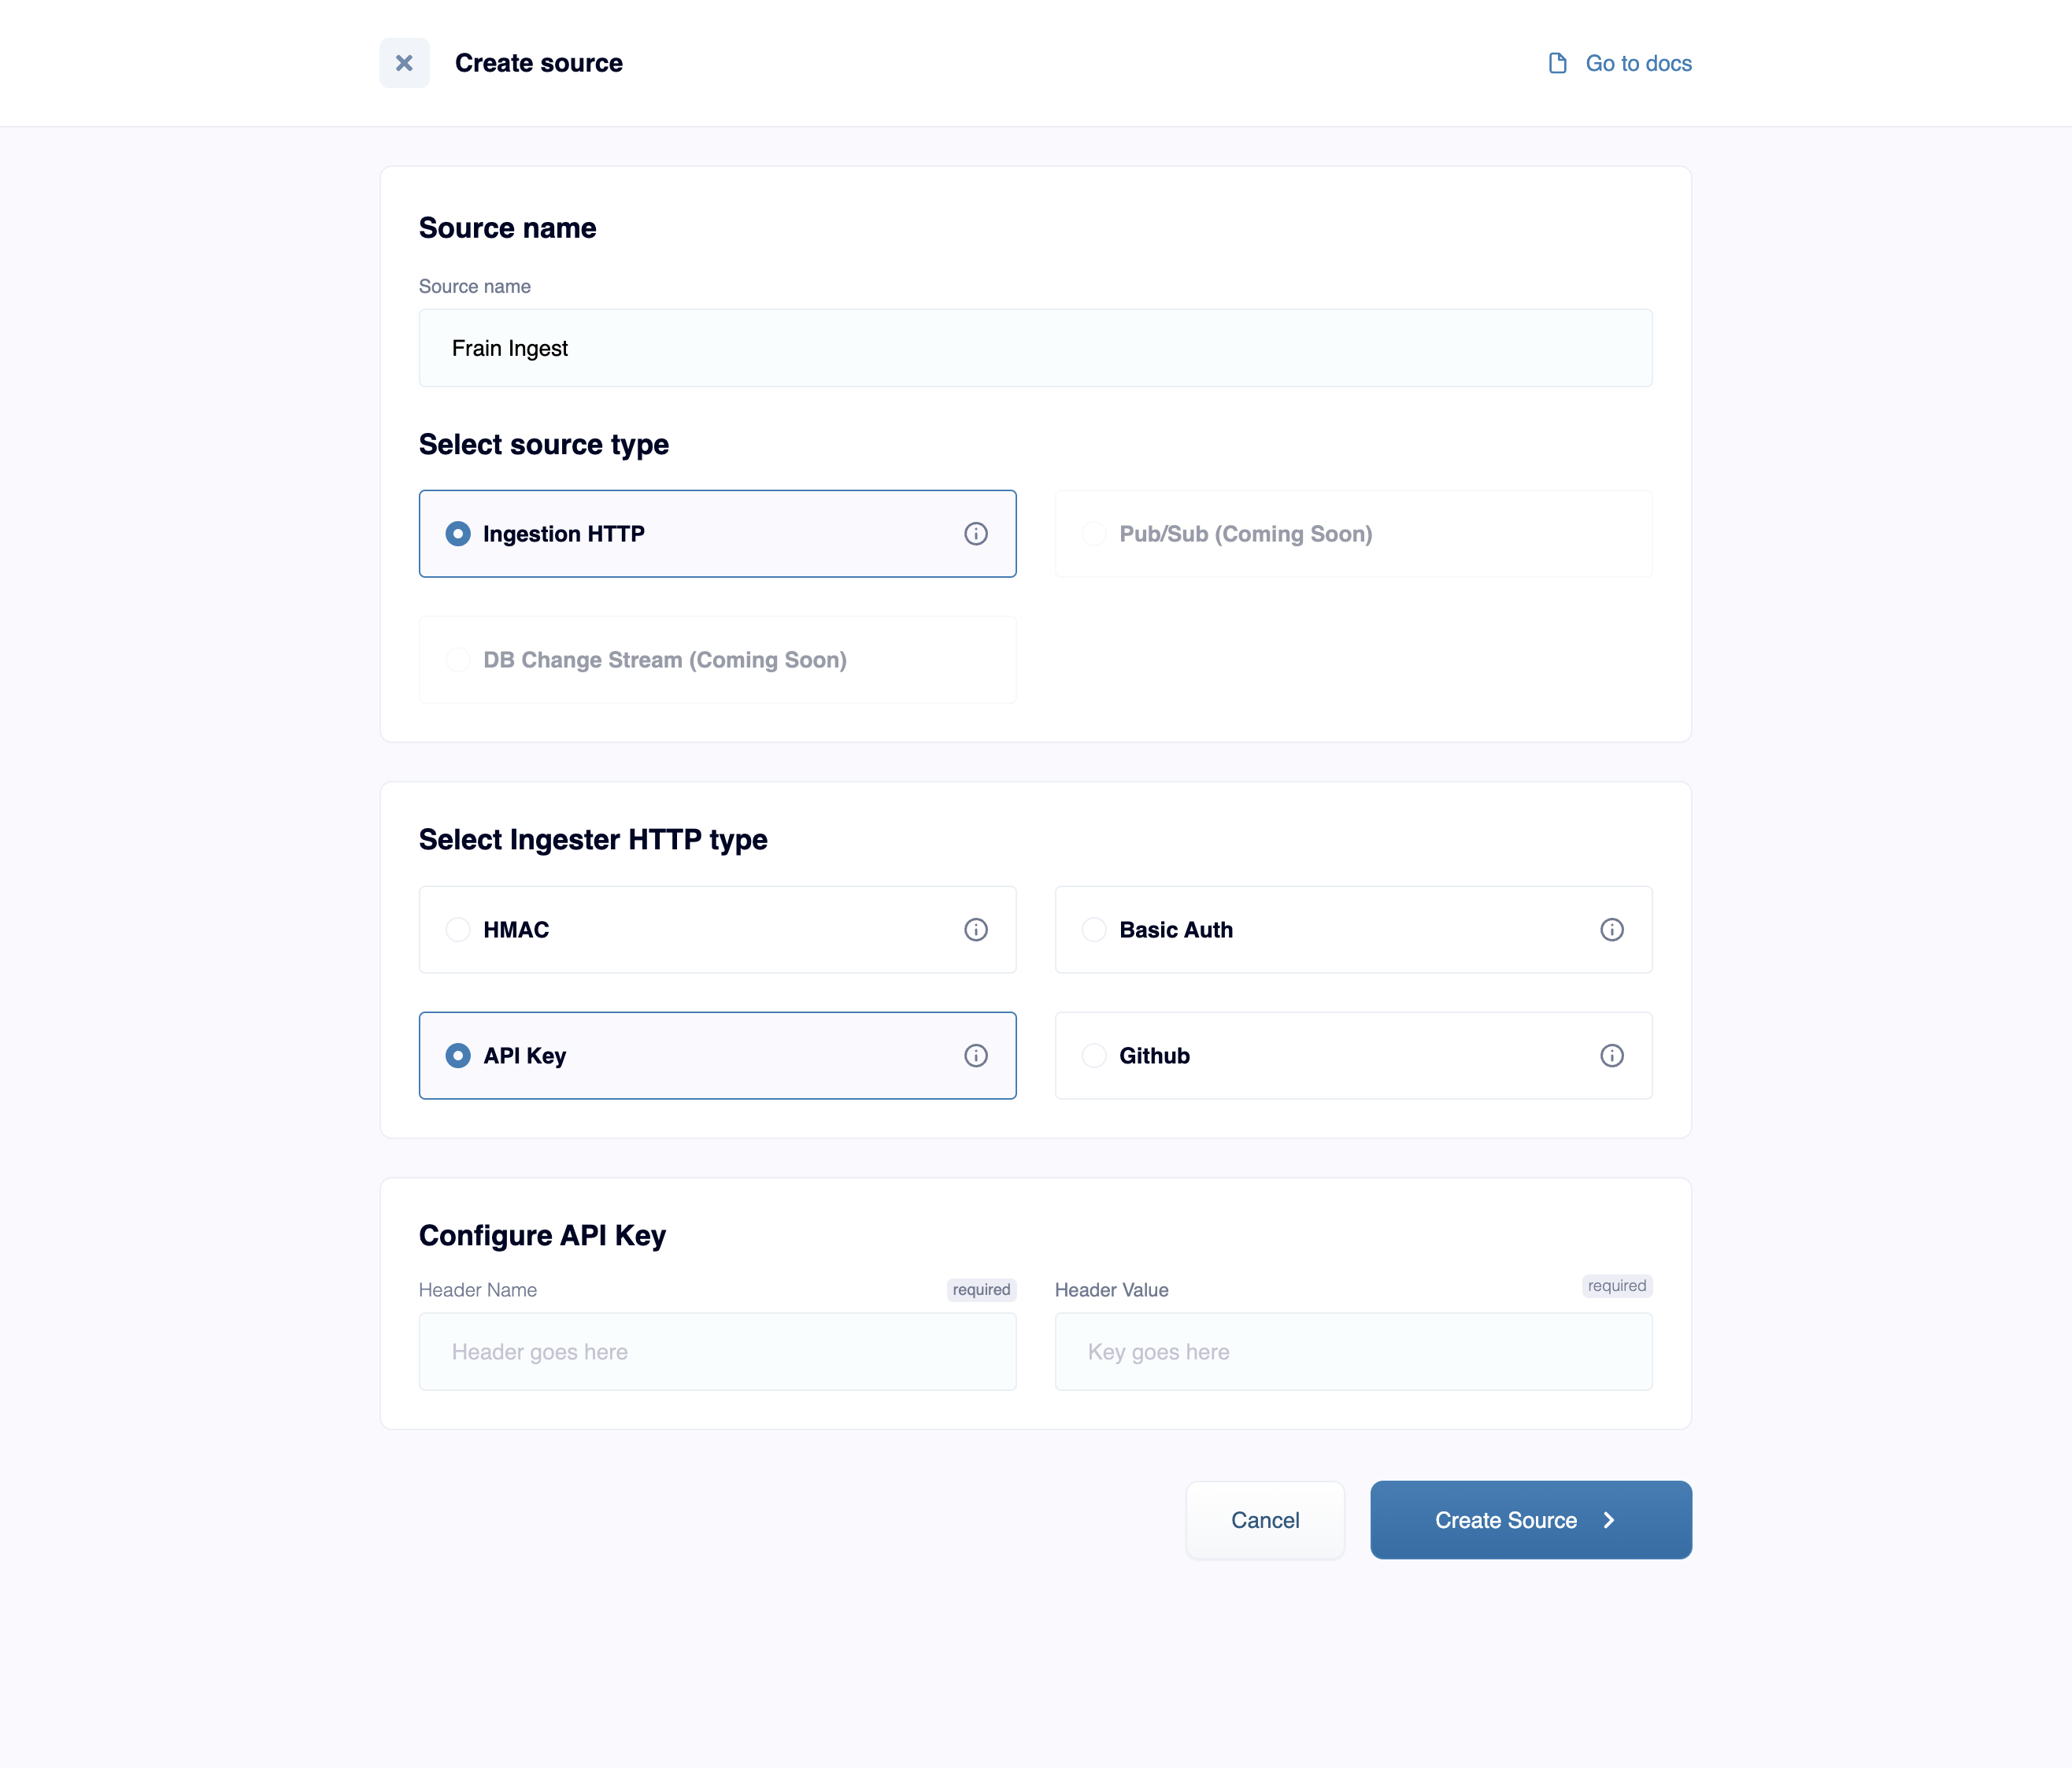 Create source
Go to docs
Source name
Source name
Frain Ingest
Select source type
Ingestion HTTP
Pub/Sub (Coming Soon)
DB Change Stream (Coming Soon)
Select Ingester HTTP type
HMAC
Basic Auth
API Key
Github
Configure API Key
Header Name required
Header Value required
Header goes here
Key goes here
Cancel
Create Source